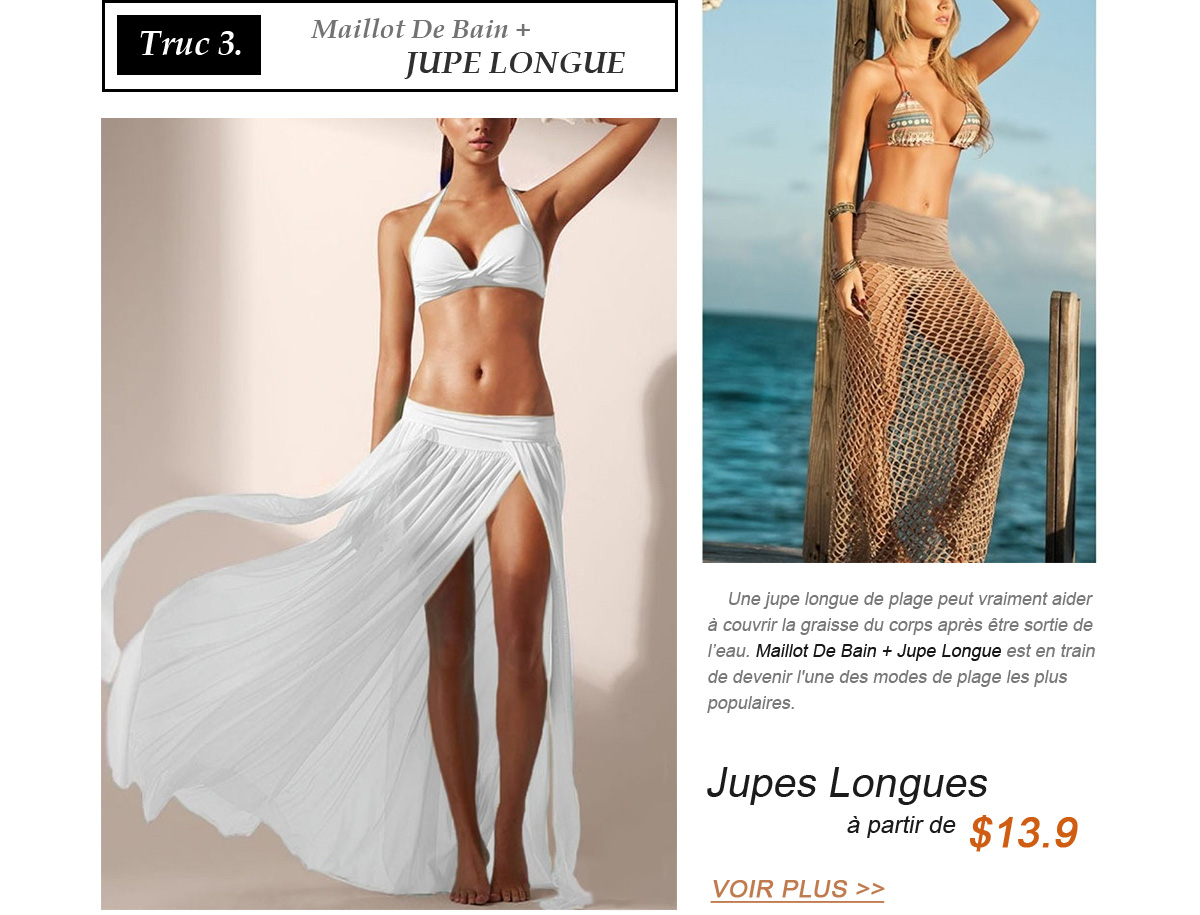 Truc 3.
Maillot De Bain +
JUPE LONGUE
Une jupe longue de plage peut vraiment aider
à couvrir la graisse du corps après être sortie de
l'eau. Maillot De Bain + Jupe Longue est en train
de devenir l'une des modes de plage les plus
populaires.
Jupes Longues
à partir de $13.9
VOIR PLUS >>